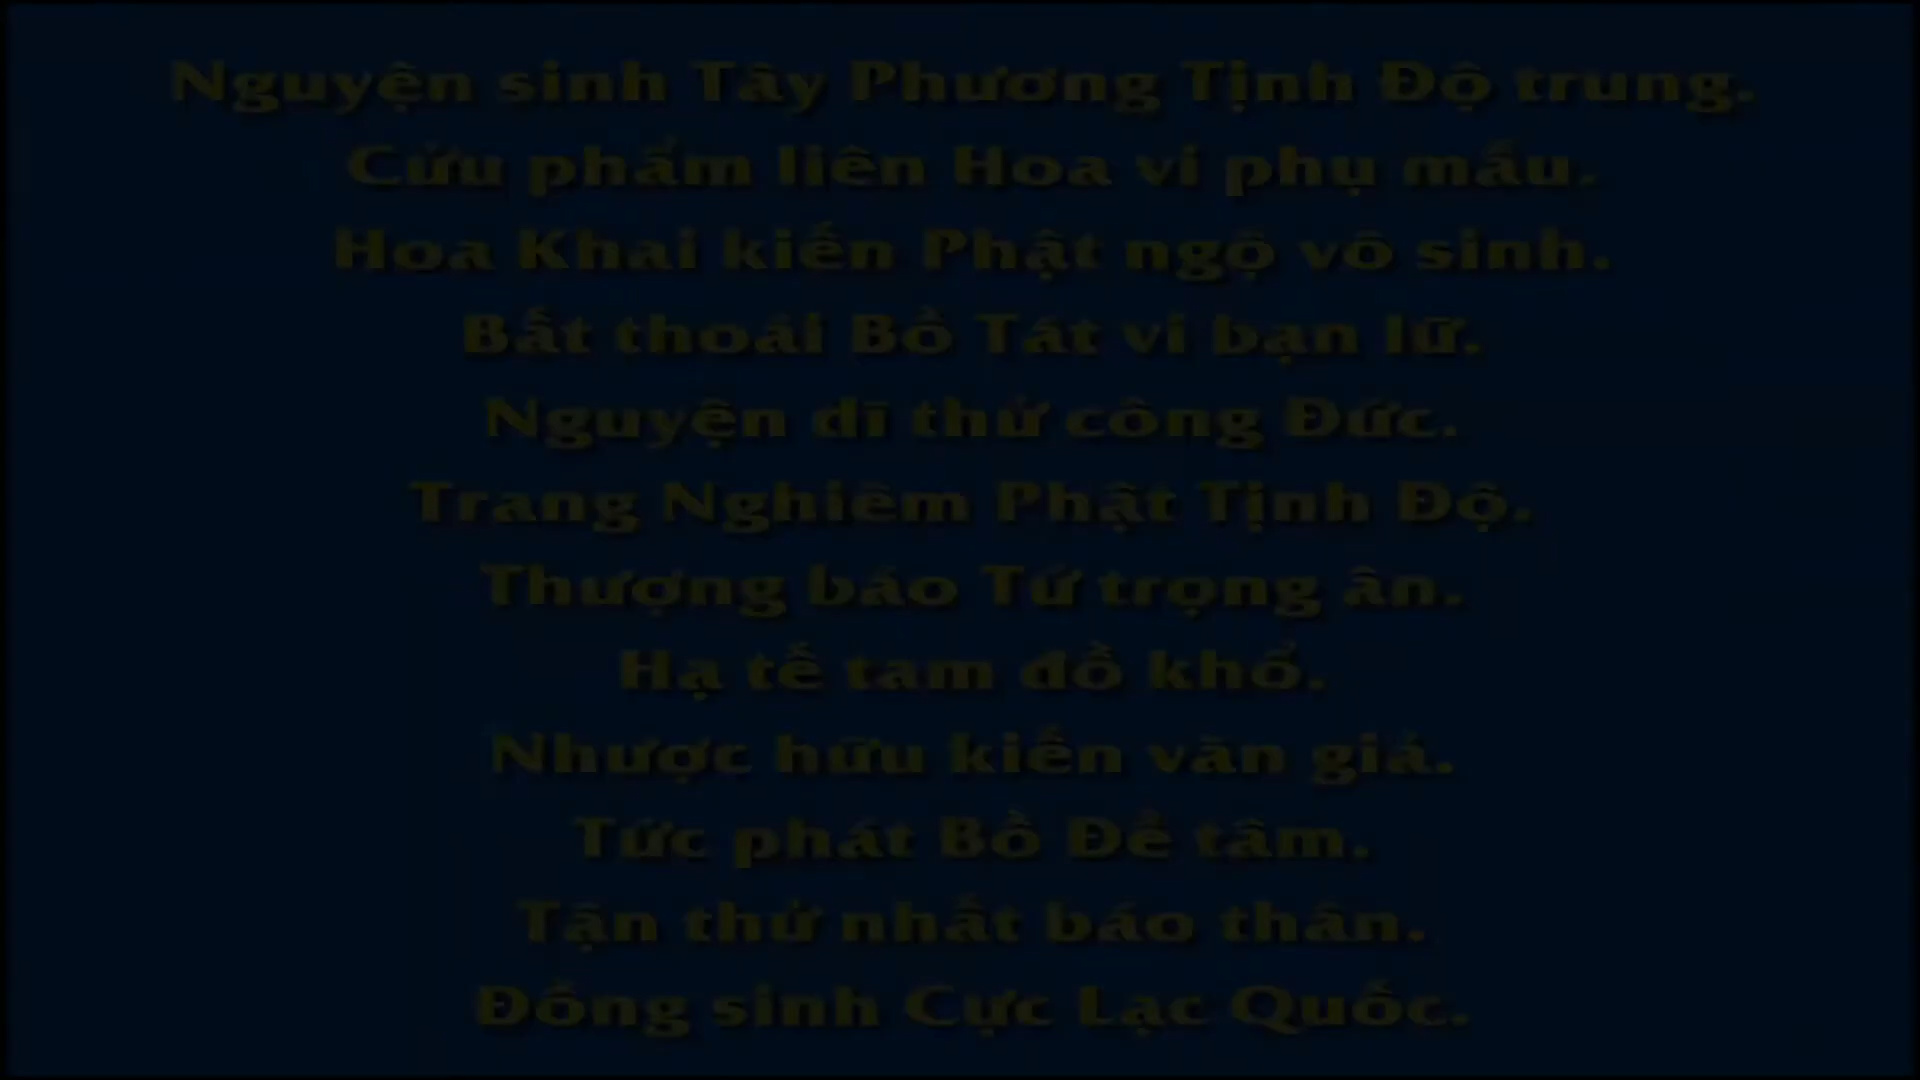 Nguyện sinh Tây Phương Tịnh Độ trung.
Cửu phẩm liên Hoa vi phụ mẫu.
Hoa Khai kiến Phật ngộ vô sinh.
Bất thoái Bồ Tát vi bạn lữ.
Nguyện dĩ thử công Đức.
Trang Nghiêm Phật Tịnh Độ.
Thượng báo Tứ trọng ân.
Hạ tế tam đồ khổ.
Nhược hữu kiến văn giả.
Tức phát Bồ Đề tâm.
Tận thử nhất báo thân.
Đồng sinh Cực Lạc Quốc.